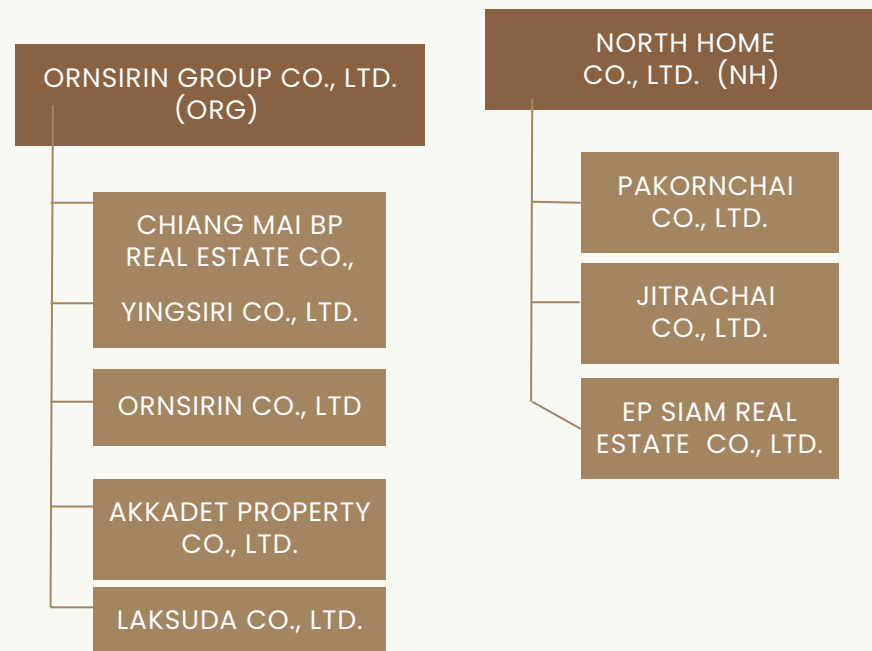 ORNSIRIN GROUP CO., LTD.
(ORG)
CHIANG MAI BP
REAL ESTATE CO.,
YINGSIRI CO., LTD.
ORNSIRIN CO., LTD
AKKADET PROPERTY
CO., LTD.
LAKSUDA CO., LTD.
NORTH HOME
CO., LTD. (NH)
PAKORNCHAI
CO., LTD.
JITRACHAI
CO., LTD.
EP SIAM REAL
ESTATE CO., LTD.